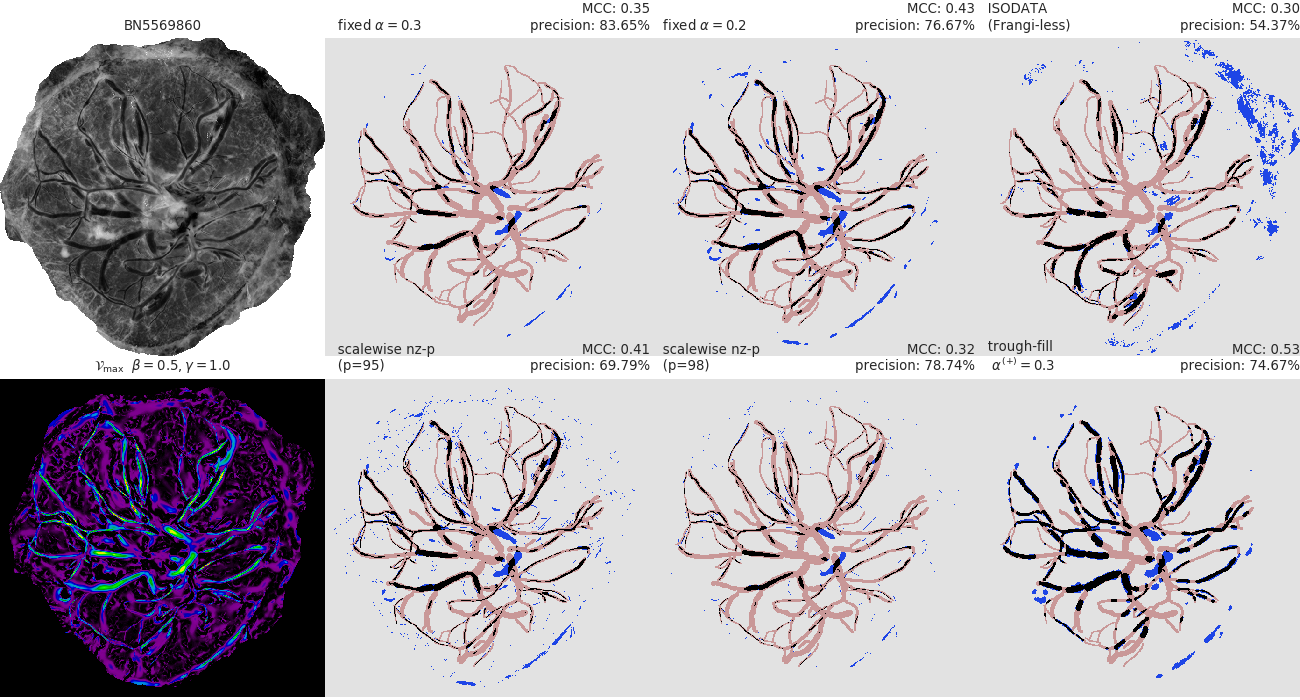 BN5569860
fixed α = 0.3
MCC: 0.35
precision: 83.65%
fixed α = 0.2
MCC: 0.43
precision: 76.67%
ISODATA
(Frangi-less)
MCC: 0.30
precision: 54.37%
𝒱max β = 0.5, γ = 1.0
scalewise nz-p
(p=95)
MCC: 0.41
precision: 69.79%
scalewise nz-p
(p=98)
MCC: 0.32
precision: 78.74%
trough-fill
α(+) = 0.3
MCC: 0.53
precision: 74.67%